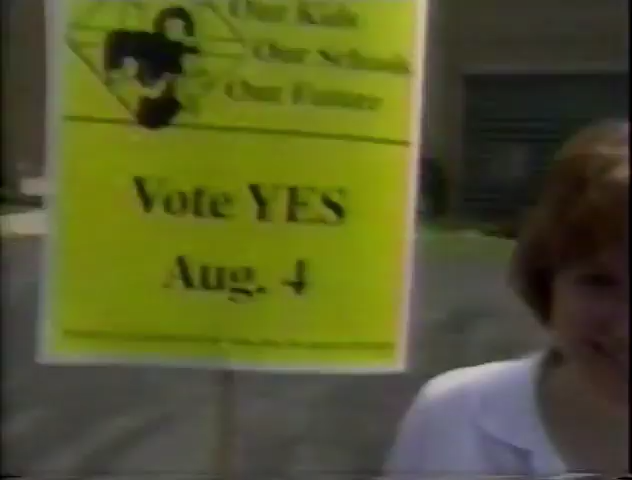 Our Kids
Our Schools
Our Future
Vote YES
Aug. 4